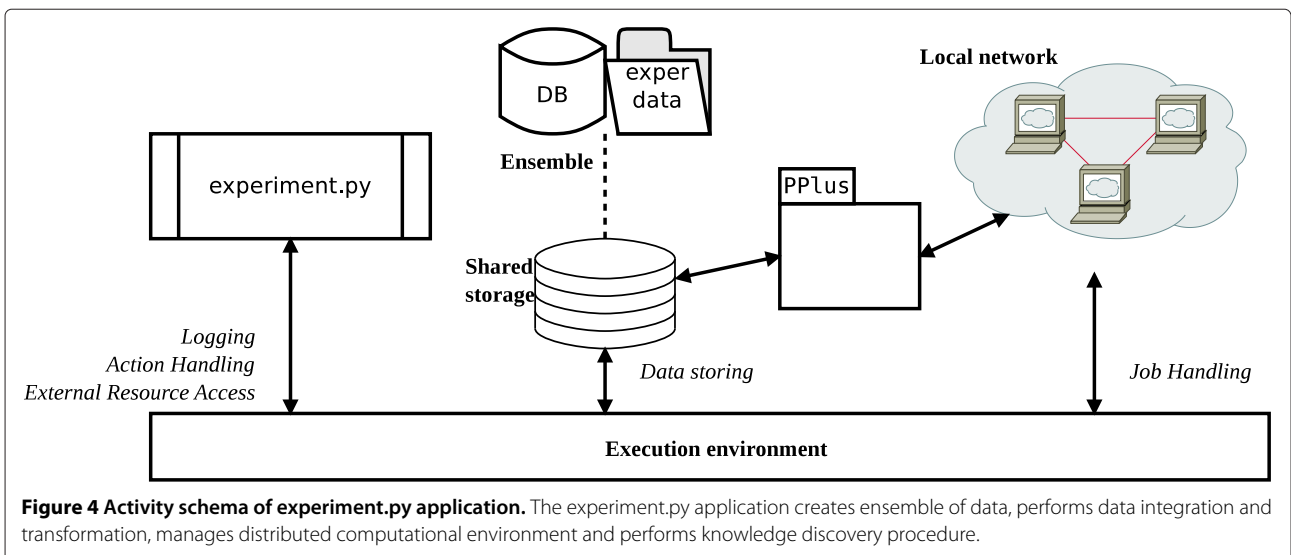 DB
exper
data
Local network
Ensemble
experiment.py
PPlus
Shared
storage
Logging
Action Handling
External Resource Access
Data storing
Job Handling
Execution environment
Figure 4 Activity schema of experiment.py application. The experiment.py application creates ensemble of data, performs data integration and
transformation, manages distributed computational environment and performs knowledge discovery procedure.